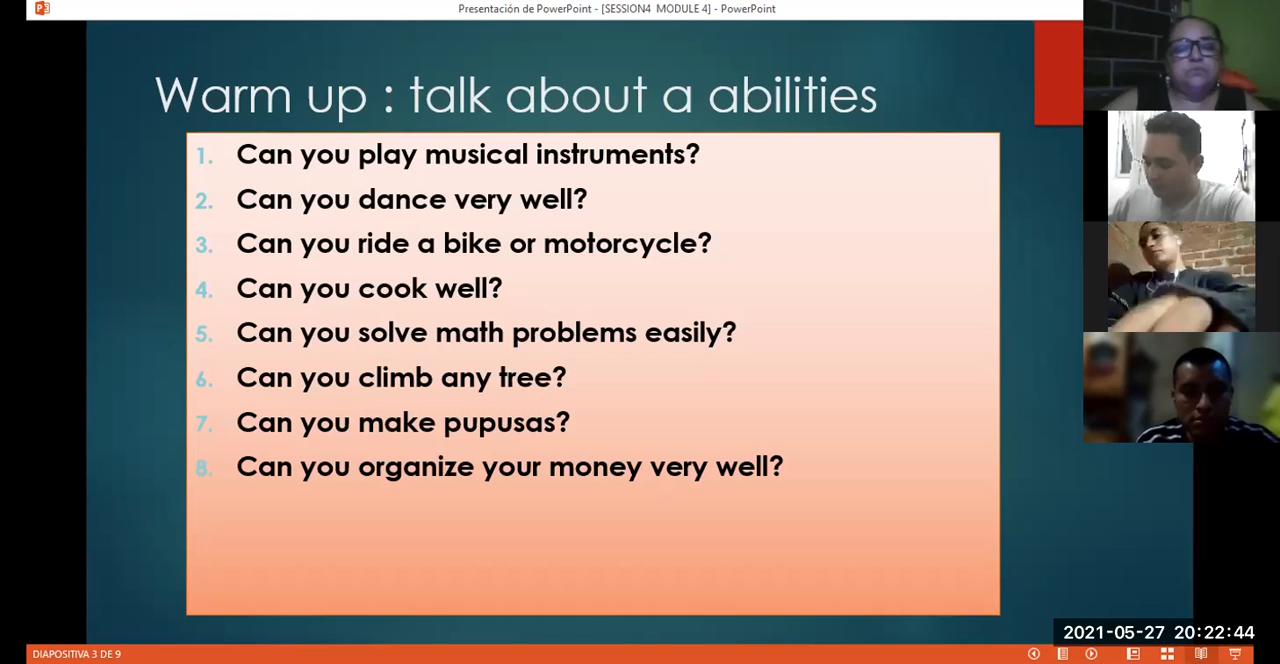 Presentación de PowerPoint - [SESSION4 MODULE 4] - PowerPoint
Warm up : talk about a abilities
1. Can you play musical instruments?
2. Can you dance very well?
3. Can you ride a bike or motorcycle?
4. Can you cook well?
5. Can you solve math problems easily?
6. Can you climb any tree?
7. Can you make pupusas?
8. Can you organize your money very well?
2021-05-27 20:22:44
DIAPOSITIVA 3 DE 9